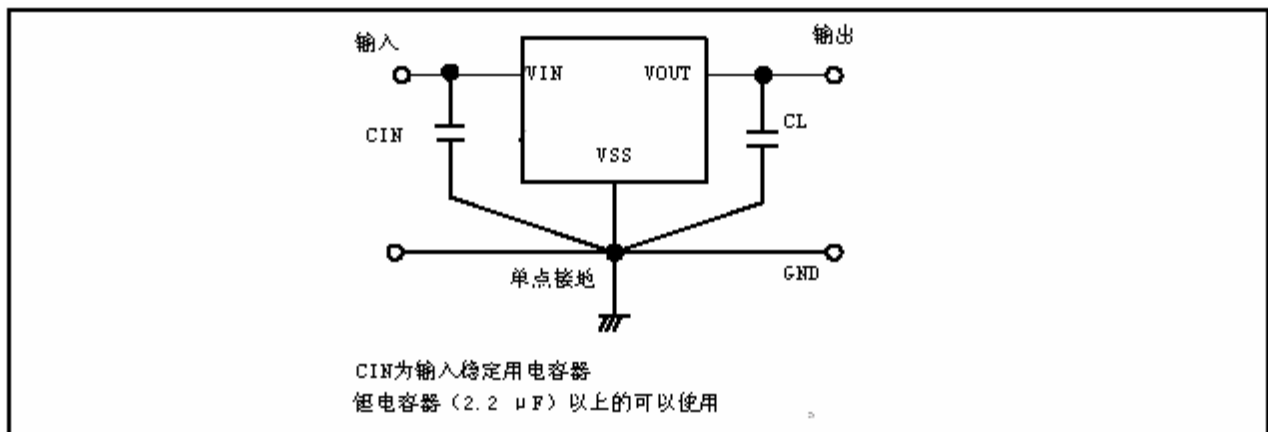 输入
输出
VIN
VOUT
CIN
CL
VSS
单点接地
GND
CIN为输入稳定用电容器
钽电容器（2.2 μF）以上的可以使用